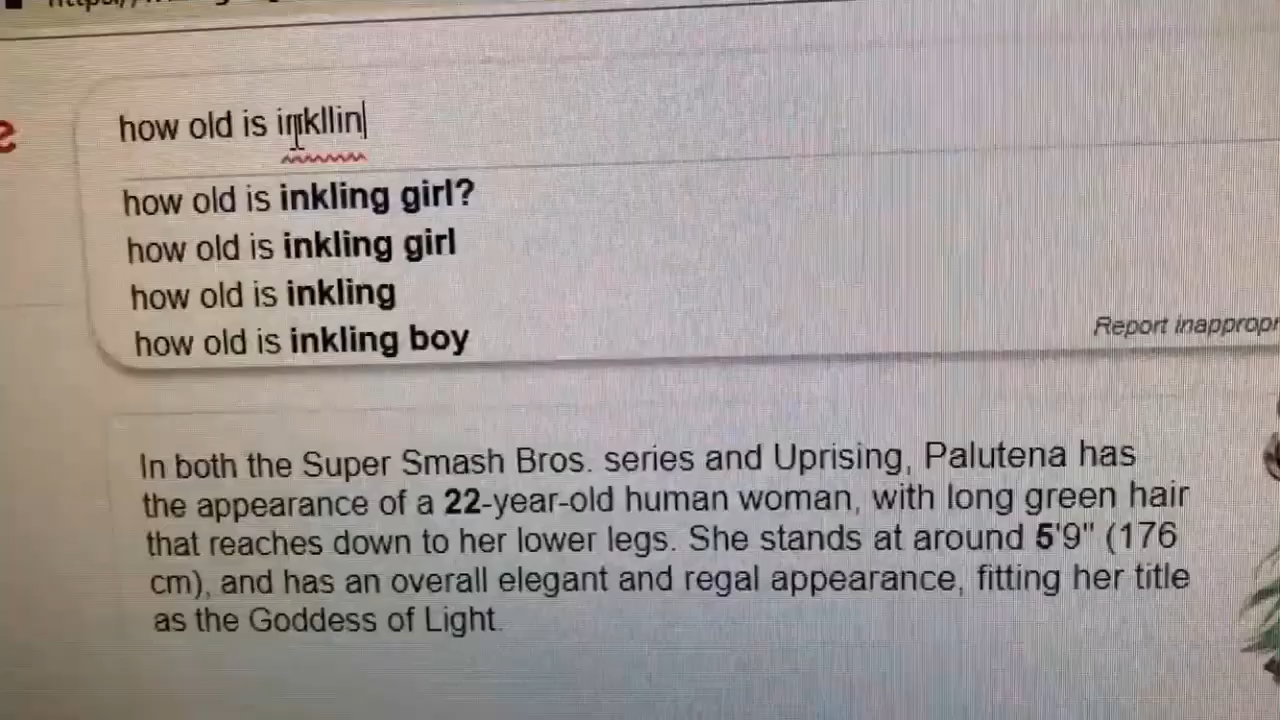 how old is inkllin
how old is inkling girl?
how old is inkling girl
how old is inkling
how old is inkling boy
Report inappropr
In both the Super Smash Bros. series and Uprising, Palutena has
the appearance of a 22-year-old human woman, with long green hair
that reaches down to her lower legs. She stands at around 5'9" (176
cm), and has an overall elegant and regal appearance, fitting her title
as the Goddess of Light.